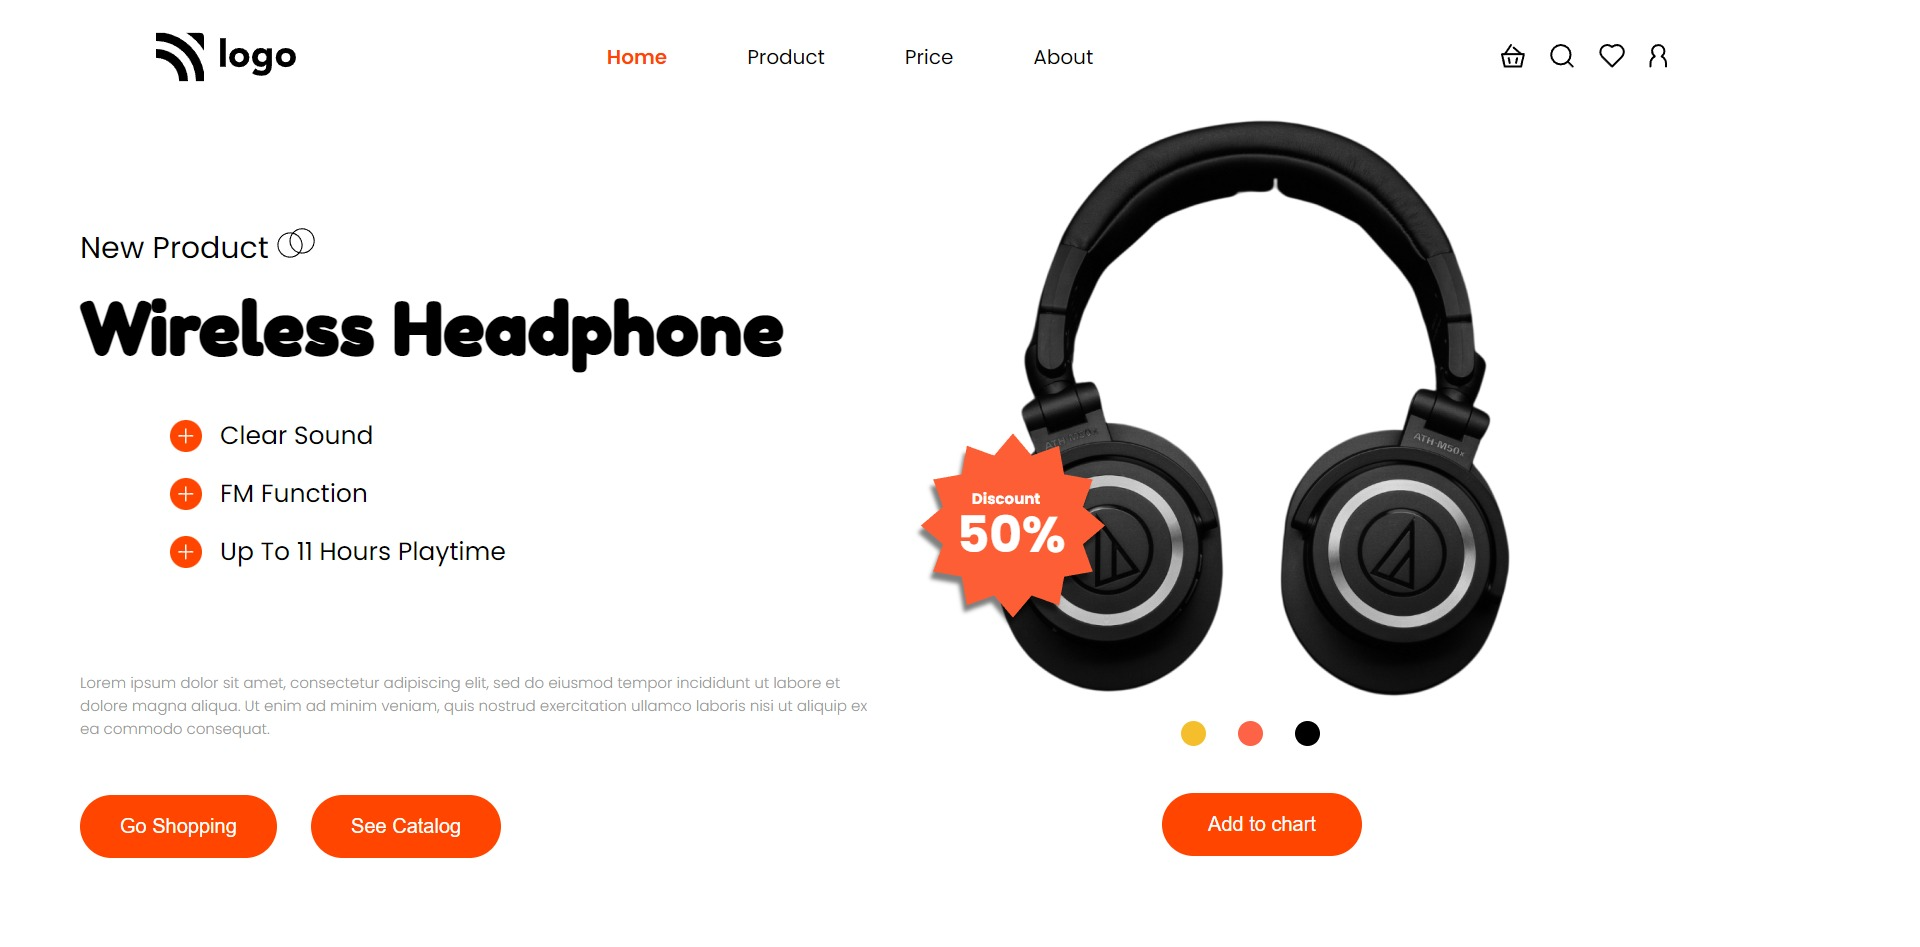 logo
Home
Product
Price
About
New Product
Wireless Headphone
Clear Sound
FM Function
Up To 11 Hours Playtime
Lorem ipsum dolor sit amet, consectetur adipiscing elit, sed do eiusmod tempor incididunt ut labore et
dolore magna aliqua. Ut enim ad minim veniam, quis nostrud exercitation ullamco laboris nisi ut aliquip ex
ea commodo consequat.
Go Shopping
See Catalog
ATH-M50x
ATH-M50x
Discount
50%
Add to chart